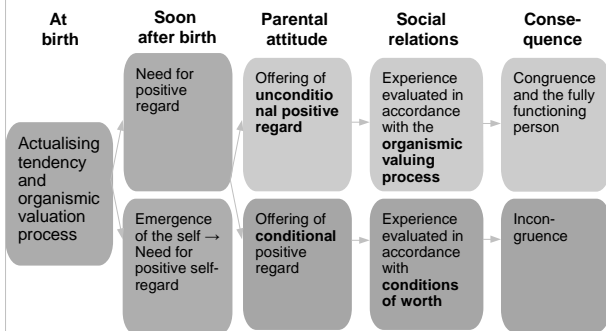 At
birth
Soon
after birth
Parental
attitude
Social
relations
Conse-
quence
Actualising
tendency
and
organismic
valuation
process
Need for
positive
regard
Emergence
of the self →
Need for
positive self-
regard
Offering of
unconditio
nal positive
regard
Offering of
conditional
positive
regard
Experience
evaluated in
accordance
with the
organismic
valuing
process
Experience
evaluated in
accordance
with
conditions
of worth
Congruence
and the fully
functioning
person
Incon-
gruence